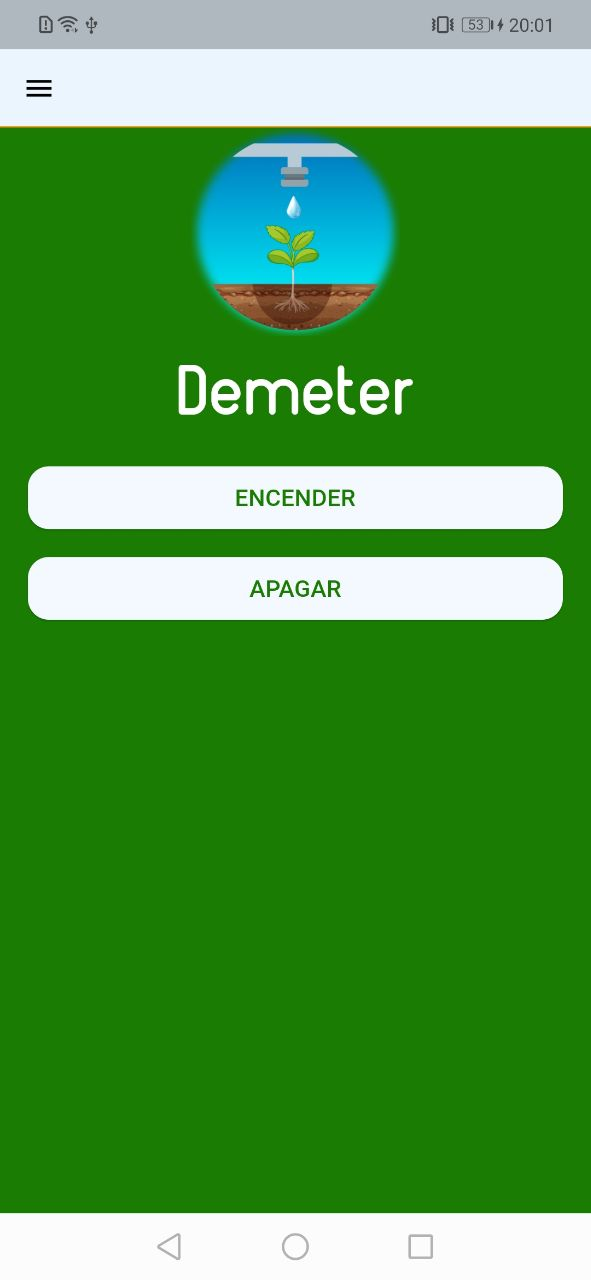 53 20:01
Demeter
ENCENDER
APAGAR